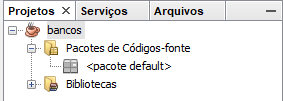 Projetos Serviços Arquivos
bancos
Pacotes de Códigos-fonte
<pacote default>
Bibliotecas